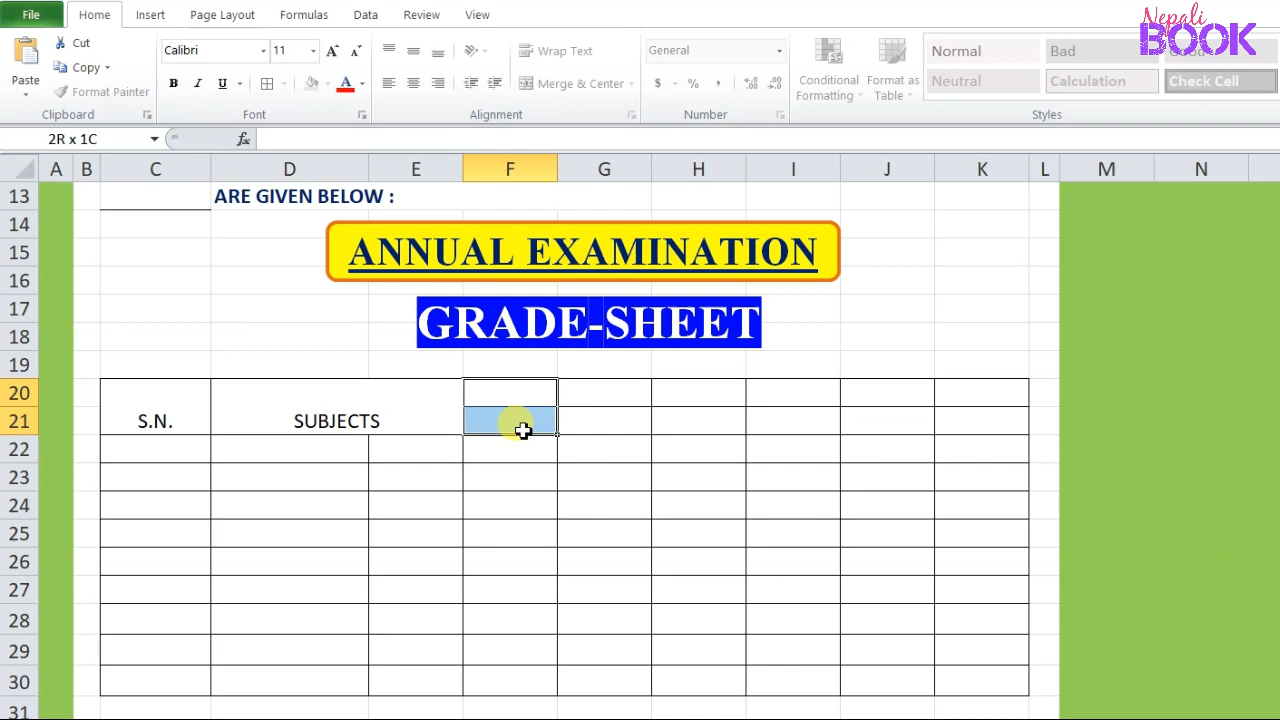 Nepali
BOOK
File Home Insert Page Layout Formulas Data Review View
Cut
Copy
Format Painter
Paste
Calibri 11
B I U A
Wrap Text
Merge & Center
General
$ % ,
Conditional
Formatting
Format as
Table
Normal Bad
Neutral Calculation Check Cell
Clipboard Font Alignment Number Styles
2R x 1C fx
A B C D E F G H I J K L M N
13 ARE GIVEN BELOW :
14
15 ANNUAL EXAMINATION
16
17
18 GRADE-SHEET
19
20
21 S.N. SUBJECTS
22
23
24
25
26
27
28
29
30
31